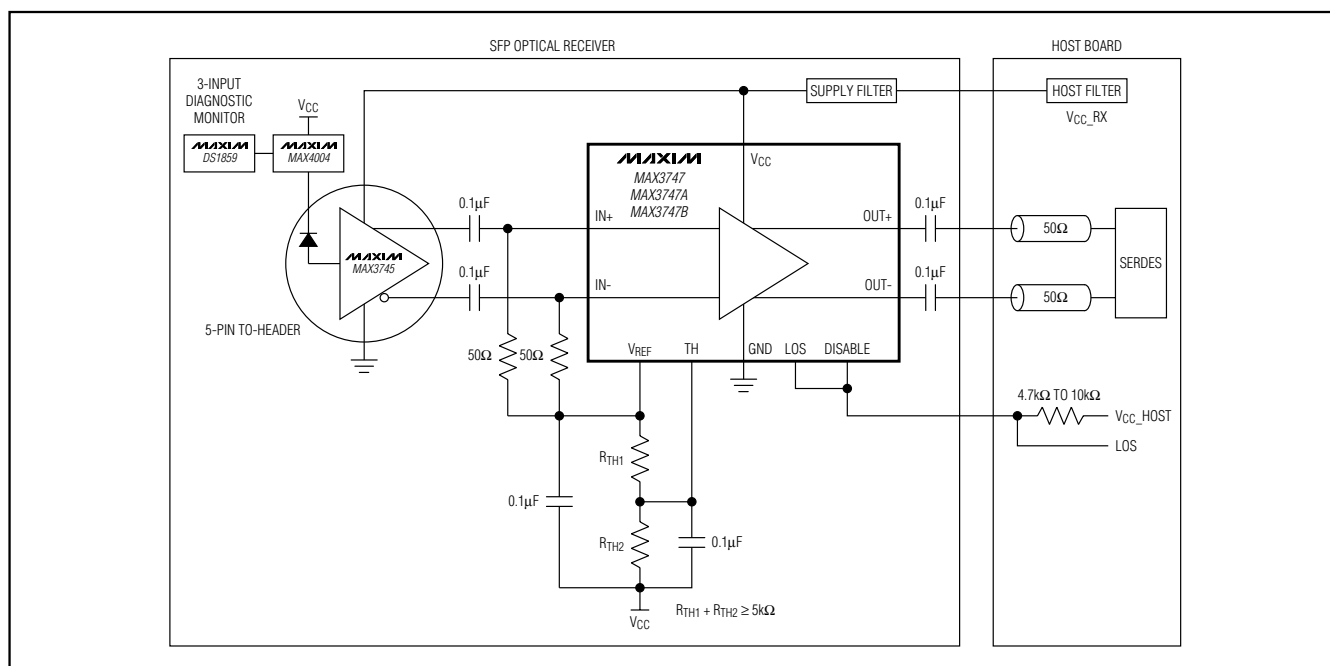 SFP OPTICAL RECEIVER
HOST BOARD
3-INPUT
DIAGNOSTIC
MONITOR
VCC
SUPPLY FILTER
HOST FILTER
VCC_RX
MAXIM
DS1859
MAXIM
MAX4004
MAXIM
MAX3747
MAX3747A
MAX3747B
VCC
0.1µF
IN+
OUT+
0.1µF
50Ω
MAXIM
MAX3745
0.1µF
IN-
OUT-
0.1µF
50Ω
SERDES
5-PIN TO-HEADER
50Ω
50Ω
VREF
TH
GND
LOS
DISABLE
4.7kΩ TO 10kΩ
VCC_HOST
LOS
RTH1
0.1µF
RTH2
0.1µF
VCC
RTH1 + RTH2 ≥ 5kΩ